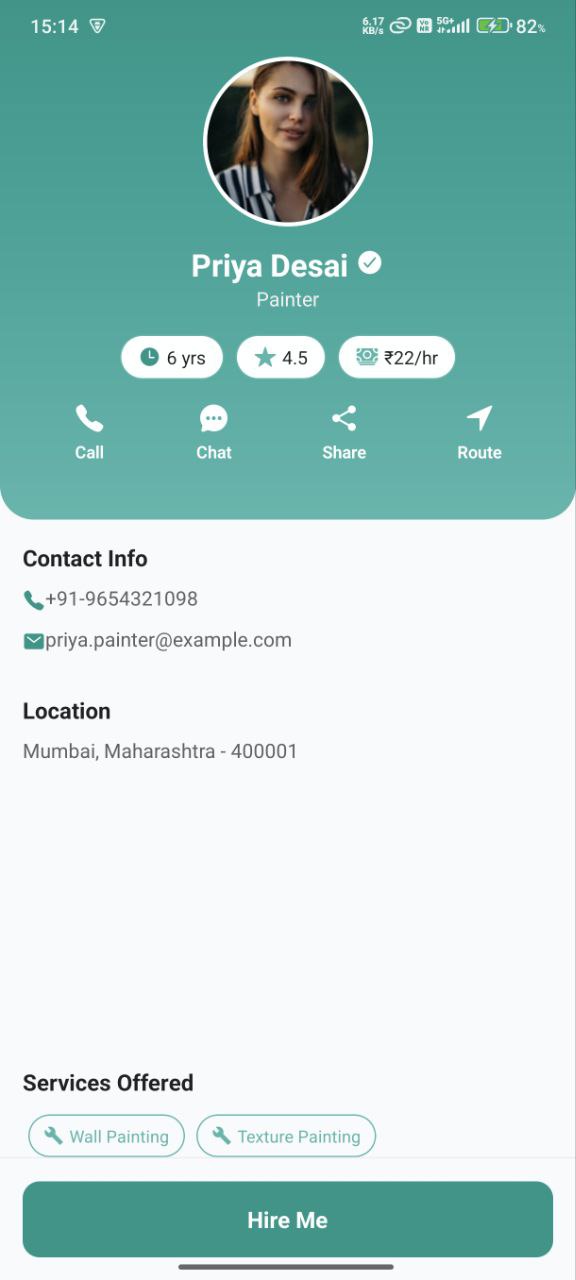 15:14 6.17 KB/s Vo NR 5G+ 82%
Priya Desai
Painter
6 yrs 4.5 ₹22/hr
Call Chat Share Route
Contact Info
+91-9654321098
priya.painter@example.com
Location
Mumbai, Maharashtra - 400001
Services Offered
Wall Painting Texture Painting
Hire Me